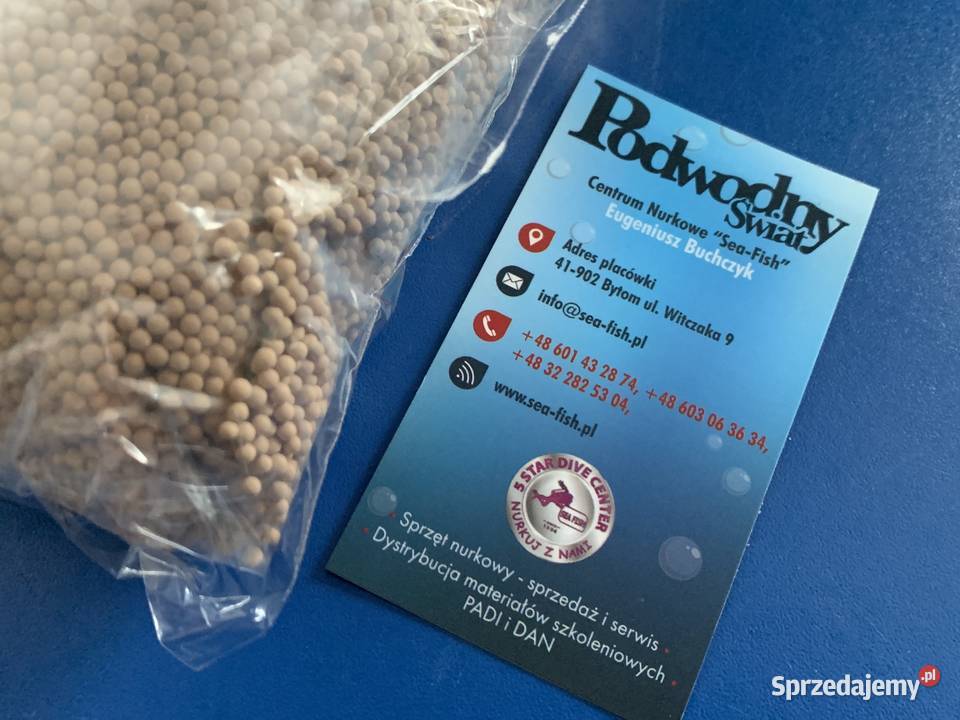 Podwodny
Świat
Centrum Nurkowe "Sea-Fish"
Eugeniusz Buchczyk
Adres placówki
41-902 Bytom ul. Witczaka 9
info@sea-fish.pl
+48 601 43 28 74, +48 603 06 36 34,
+48 32 282 53 04,
www.sea-fish.pl
5 STAR DIVE CENTER
SEA FISH
NURKUJ Z NAMI
• Sprzęt nurkowy - sprzedaż i serwis •
• Dystrybucja materiałów szkoleniowych •
PADI i DAN
Sprzedajemy.pl